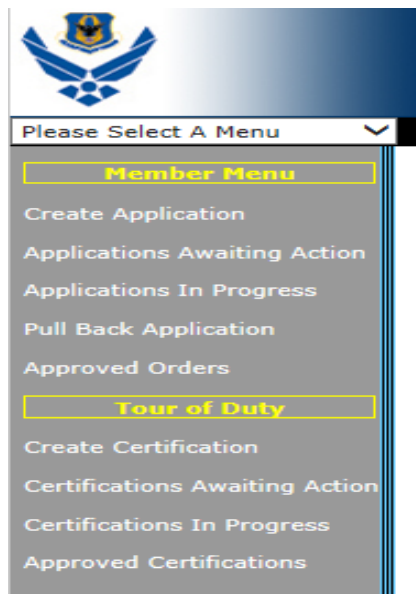 Please Select A Menu
Member Menu
Create Application
Applications Awaiting Action
Applications In Progress
Pull Back Application
Approved Orders
Tour of Duty
Create Certification
Certifications Awaiting Action
Certifications In Progress
Approved Certifications